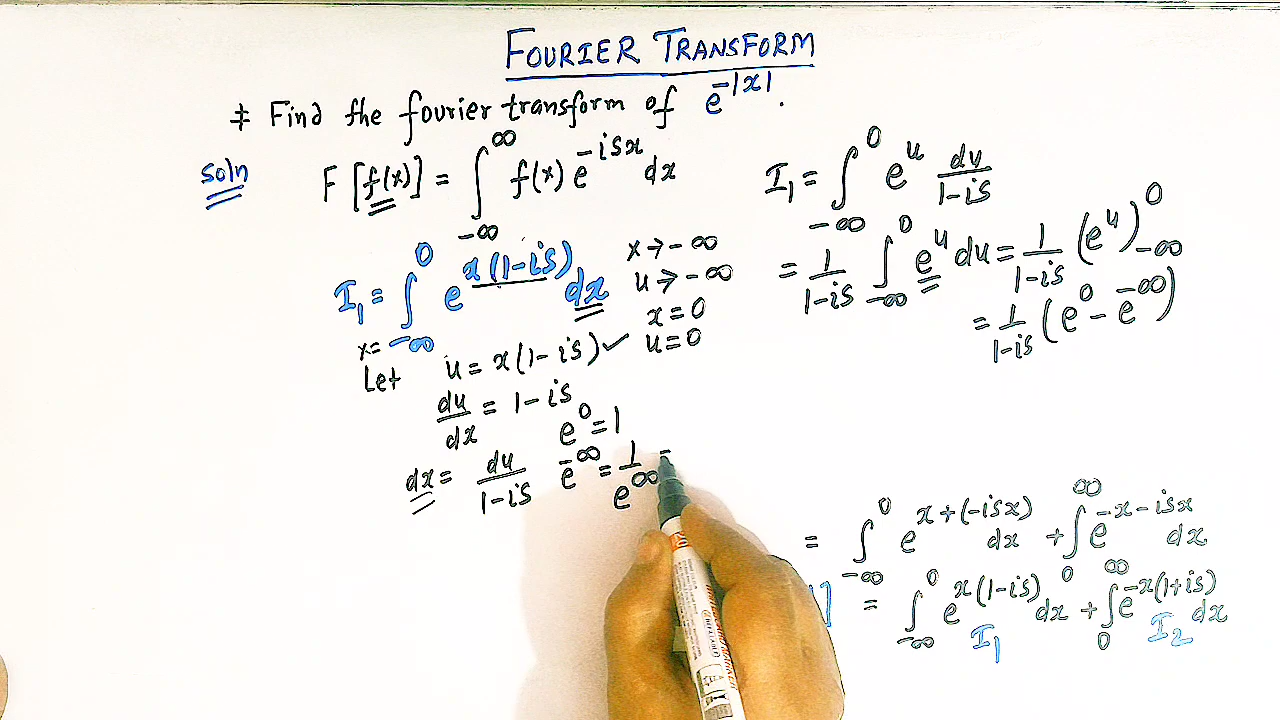 FOURIER TRANSFORM
# Find the fourier transform of e^{-|x|}.
Soln
F [f(x)] = ∫_{-∞}^{∞} f(x) e^{-isx} dx
I₁ = ∫_{x=-∞}^{0} e^{x(1-is)} dx
x → -∞
u → -∞
x = 0
u = 0
Let u = x(1-is) ✓
du/dx = 1-is
e^0 = 1
dx = du/(1-is)
e^{-∞} = 1/e^{∞} =
I₁ = ∫_{-∞}^{0} e^u du/(1-is)
= 1/(1-is) ∫_{-∞}^{0} e^u du = 1/(1-is) (e^u)_{-∞}^{0}
= 1/(1-is) (e^0 - e^{-∞})
= ∫_{-∞}^{0} e^{x+(-isx)} dx + ∫_{0}^{∞} e^{-x-isx} dx
] = ∫_{-∞}^{0} e^{x(1-is)} dx + ∫_{0}^{∞} e^{-x(1+is)} dx
I₁ I₂